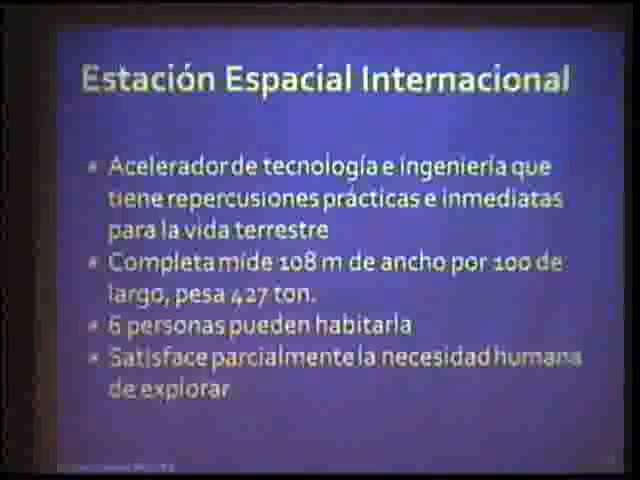 Estación Espacial Internacional
Acelerador de tecnología e ingeniería que
tiene repercusiones prácticas e inmediatas
para la vida terrestre
Completa mide 108 m de ancho por 100 de
largo, pesa 427 ton.
6 personas pueden habitarla
Satisface parcialmente la necesidad humana
de explorar